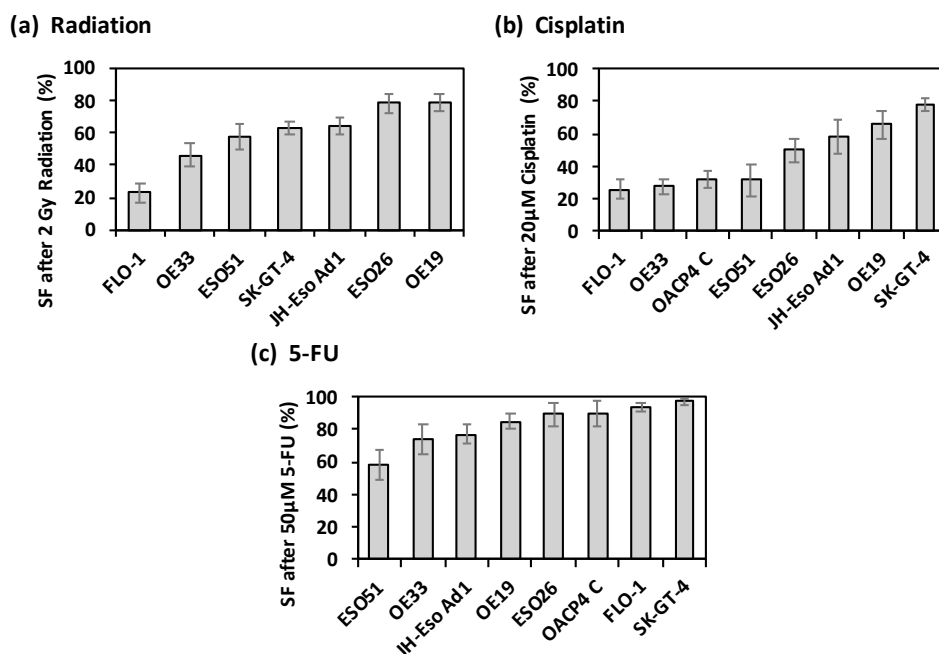 (a) Radiation
SF after 2 Gy Radiation (%)
100
80
60
40
20
0
FLO-1
OE33
ESO51
SK-GT-4
JH-Eso Ad1
ESO26
OE19
(b) Cisplatin
SF after 20µM Cisplatin (%)
100
80
60
40
20
0
FLO-1
OE33
OACP4 C
ESO51
ESO26
JH-Eso Ad1
OE19
SK-GT-4
(c) 5-FU
SF after 50µM 5-FU (%)
100
80
60
40
20
0
ESO51
OE33
JH-Eso Ad1
OE19
ESO26
OACP4 C
FLO-1
SK-GT-4